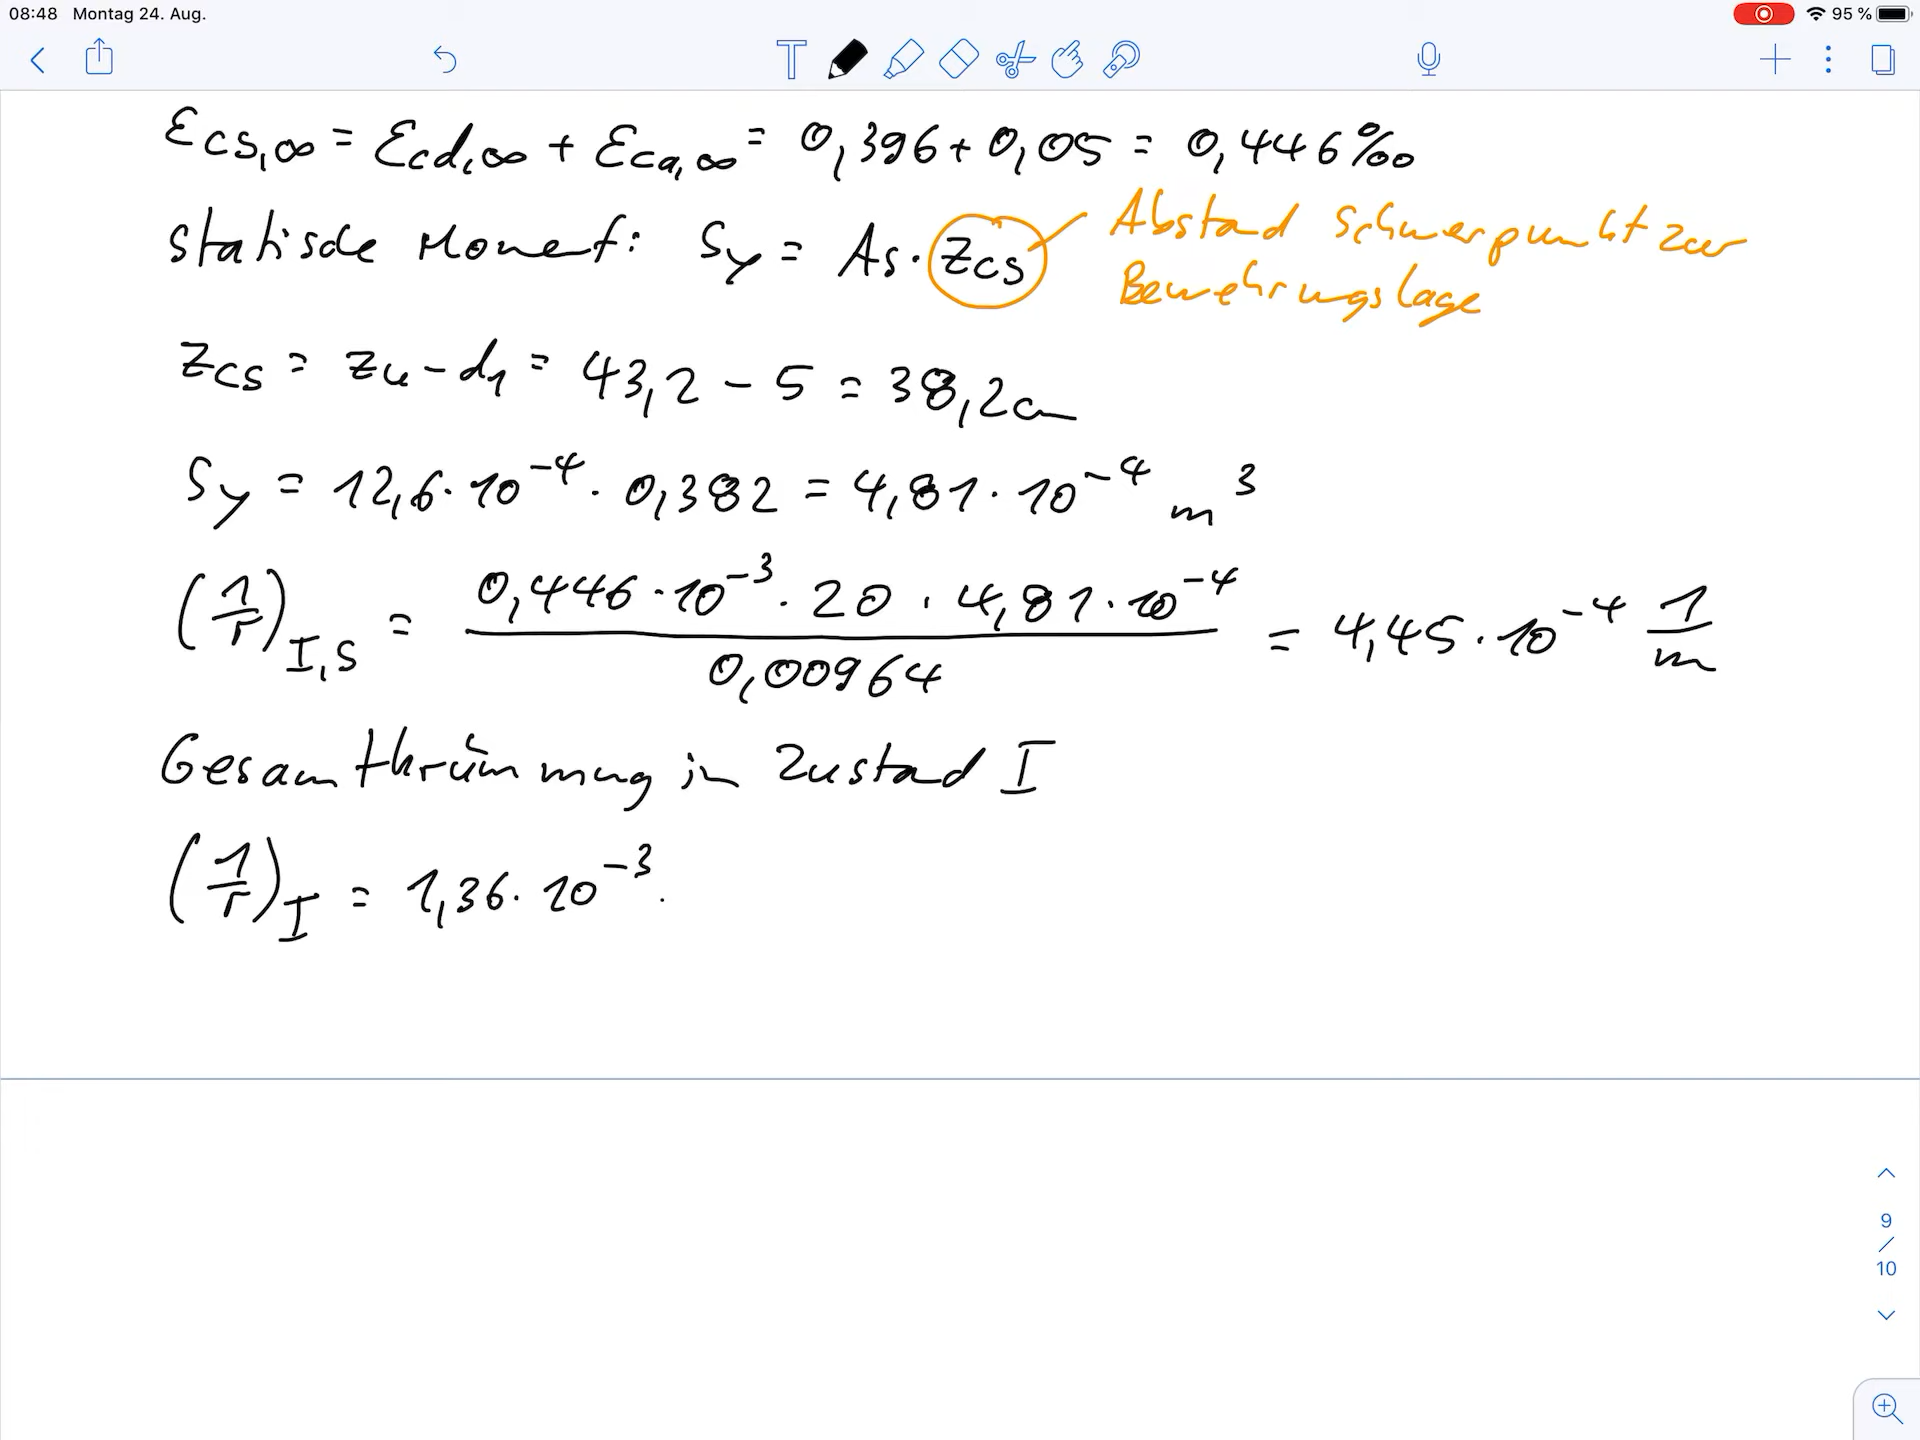 08:48 Montag 24. Aug. 95 %
T
εcs,∞ = εcd,∞ + εca,∞ = 0,396 + 0,05 = 0,446‰
statische Moment: Sy = As · zcs
Abstand Schwerpunkt zur
Bewehrungslage
zcs = zu - d1 = 43,2 - 5 = 38,2cm
Sy = 12,6 · 10^-4 · 0,382 = 4,81 · 10^-4 m^3
(1/r)I,S = (0,446 · 10^-3 · 20 · 4,81 · 10^-4) / 0,00964 = 4,45 · 10^-4 1/m
Gesamtkrümmung im Zustand I
(1/r)I = 1,36 · 10^-3 ·
9
/
10